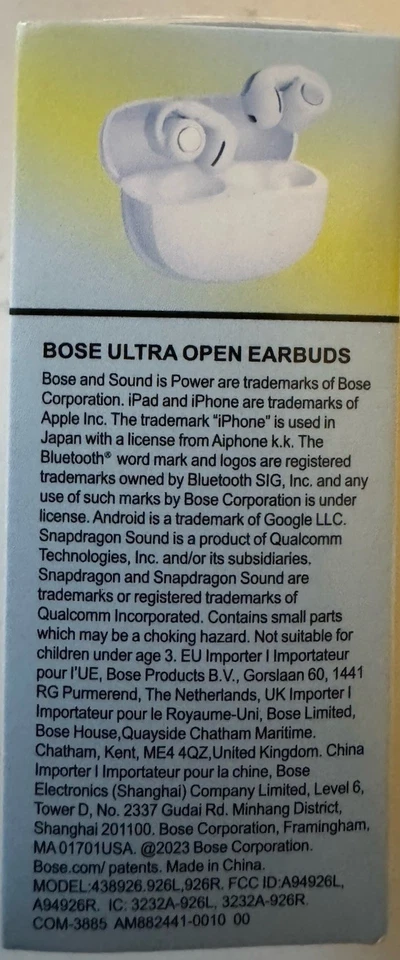 BOSE ULTRA OPEN EARBUDS
Bose and Sound is Power are trademarks of Bose
Corporation. iPad and iPhone are trademarks of
Apple Inc. The trademark “iPhone” is used in
Japan with a license from Aiphone k.k. The
Bluetooth® word mark and logos are registered
trademarks owned by Bluetooth SIG, Inc. and any
use of such marks by Bose Corporation is under
license. Android is a trademark of Google LLC.
Snapdragon Sound is a product of Qualcomm
Technologies, Inc. and/or its subsidiaries.
Snapdragon and Snapdragon Sound are
trademarks or registered trademarks of
Qualcomm Incorporated. Contains small parts
which may be a choking hazard. Not suitable for
children under age 3. EU Importer I Importateur
pour l'UE, Bose Products B.V., Gorslaan 60, 1441
RG Purmerend, The Netherlands, UK Importer I
Importateur pour le Royaume-Uni, Bose Limited,
Bose House,Quayside Chatham Maritime.
Chatham, Kent, ME4 4QZ,United Kingdom. China
Importer I Importateur pour la chine, Bose
Electronics (Shanghai) Company Limited, Level 6,
Tower D, No. 2337 Gudai Rd. Minhang District,
Shanghai 201100. Bose Corporation, Framingham,
MA 01701USA. @2023 Bose Corporation.
Bose.com/ patents. Made in China.
MODEL:438926.926L,926R. FCC ID:A94926L,
A94926R. IC: 3232A-926L, 3232A-926R.
COM-3885 AM882441-0010 00